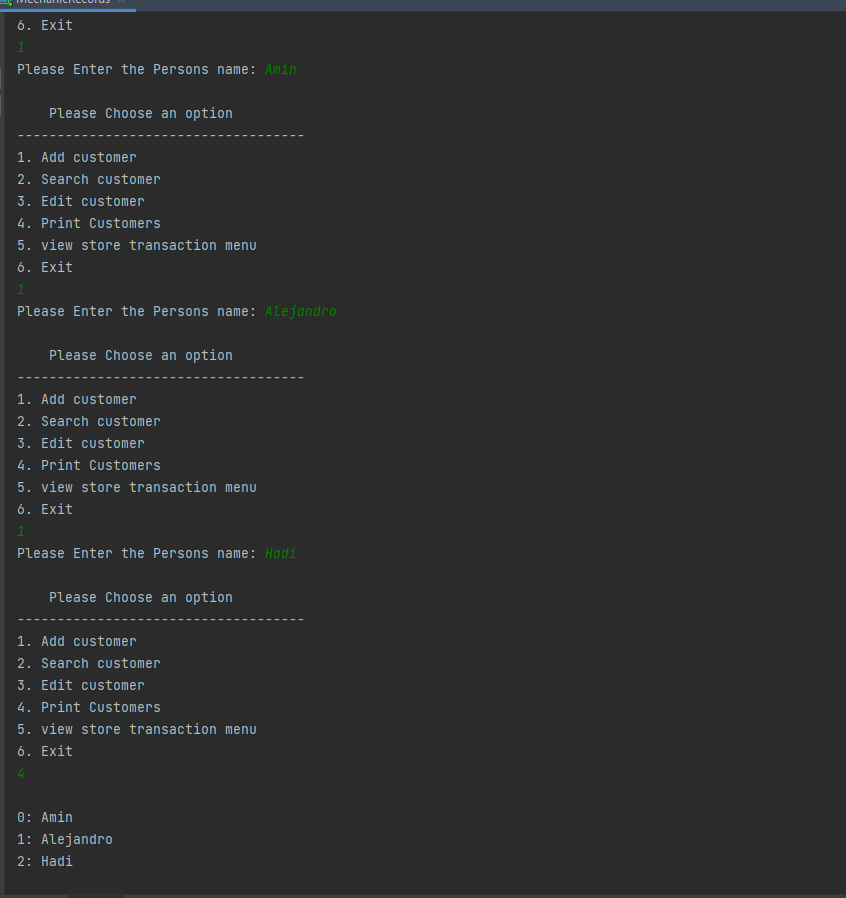 MechanicRecords
6. Exit
1
Please Enter the Persons name: Amin
Please Choose an option
------------------------------------
1. Add customer
2. Search customer
3. Edit customer
4. Print Customers
5. view store transaction menu
6. Exit
1
Please Enter the Persons name: Alejandro
Please Choose an option
------------------------------------
1. Add customer
2. Search customer
3. Edit customer
4. Print Customers
5. view store transaction menu
6. Exit
1
Please Enter the Persons name: Hadi
Please Choose an option
------------------------------------
1. Add customer
2. Search customer
3. Edit customer
4. Print Customers
5. view store transaction menu
6. Exit
4
0: Amin
1: Alejandro
2: Hadi